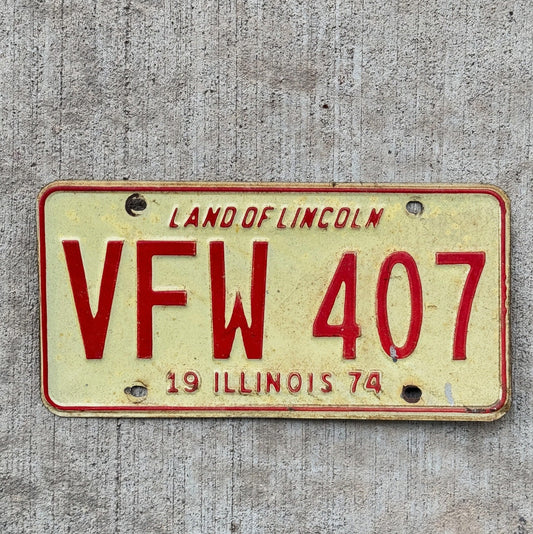 LAND OF LINCOLN
VFW 407
19 ILLINOIS 74